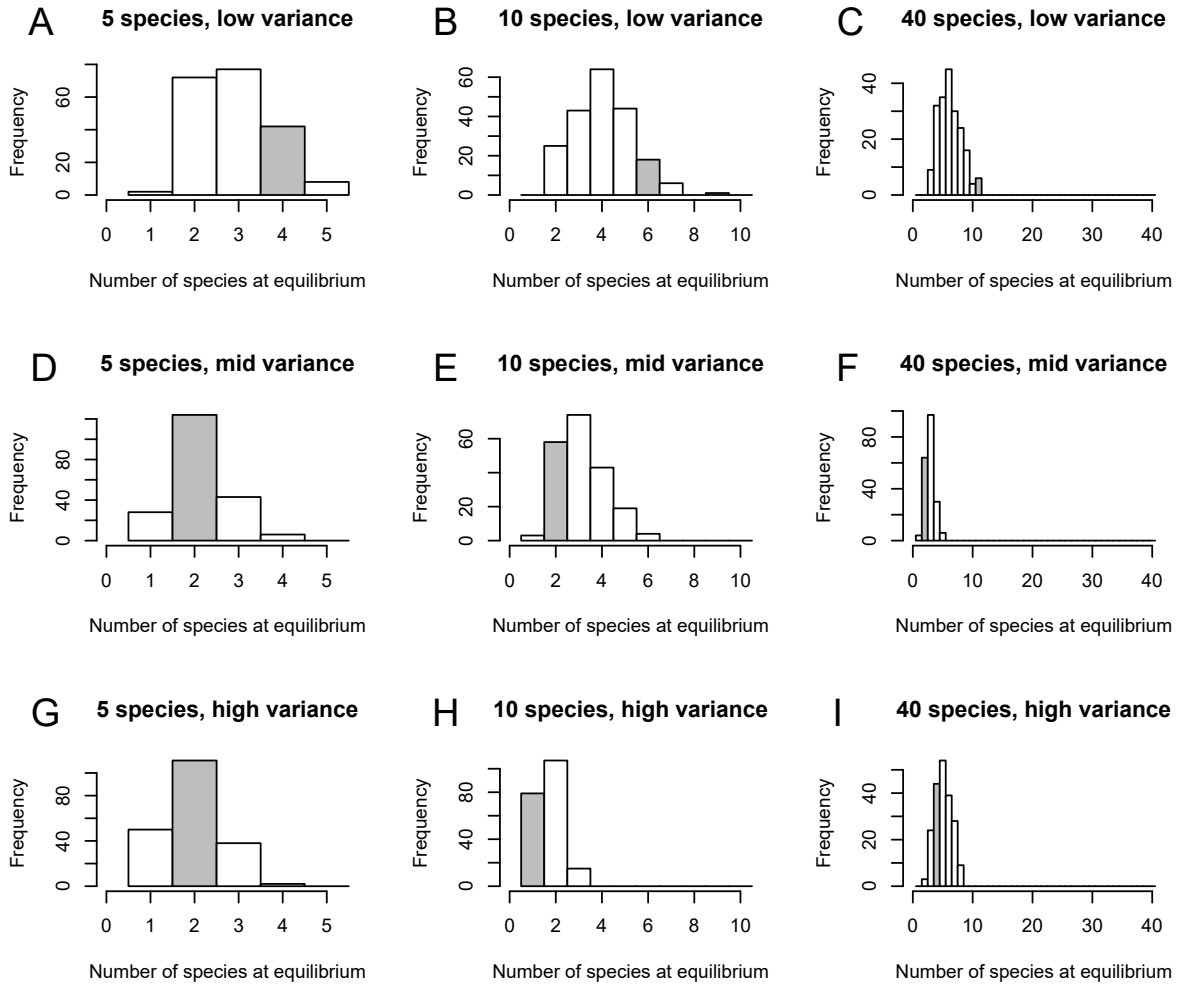 A 5 species, low variance
Frequency
0 20 60
0 1 2 3 4 5
Number of species at equilibrium
B 10 species, low variance
Frequency
0 20 40 60
0 2 4 6 8 10
Number of species at equilibrium
C 40 species, low variance
Frequency
0 20 40
0 10 20 30 40
Number of species at equilibrium
D 5 species, mid variance
Frequency
0 40 80
0 1 2 3 4 5
Number of species at equilibrium
E 10 species, mid variance
Frequency
0 20 60
0 2 4 6 8 10
Number of species at equilibrium
F 40 species, mid variance
Frequency
0 40 80
0 10 20 30 40
Number of species at equilibrium
G 5 species, high variance
Frequency
0 40 80
0 1 2 3 4 5
Number of species at equilibrium
H 10 species, high variance
Frequency
0 40 80
0 2 4 6 8 10
Number of species at equilibrium
I 40 species, high variance
Frequency
0 20 40
0 10 20 30 40
Number of species at equilibrium